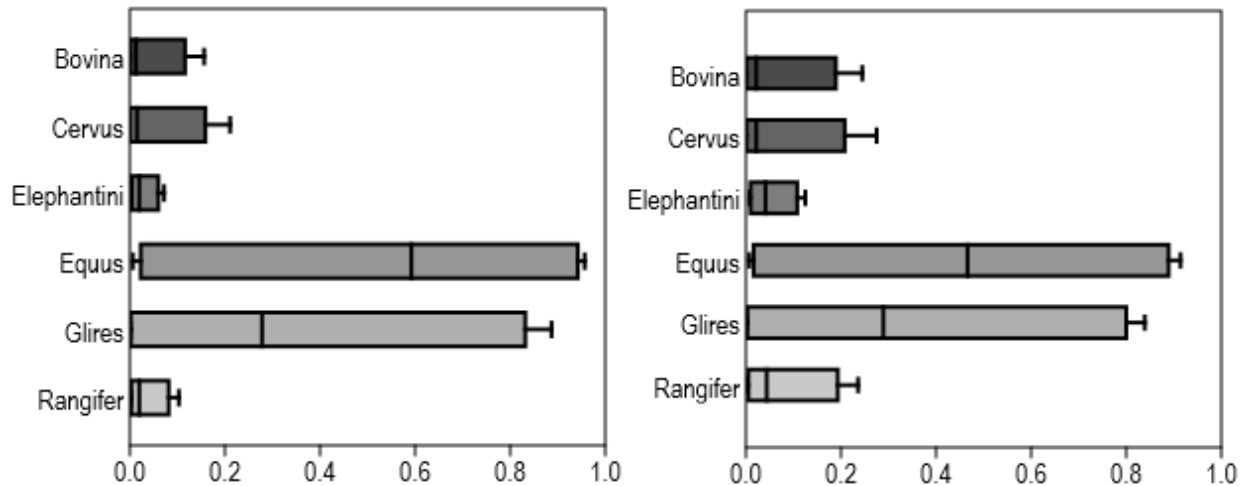 Bovina
Cervus
Elephantini
Equus
Glires
Rangifer
0.0 0.2 0.4 0.6 0.8 1.0
Bovina
Cervus
Elephantini
Equus
Glires
Rangifer
0.0 0.2 0.4 0.6 0.8 1.0